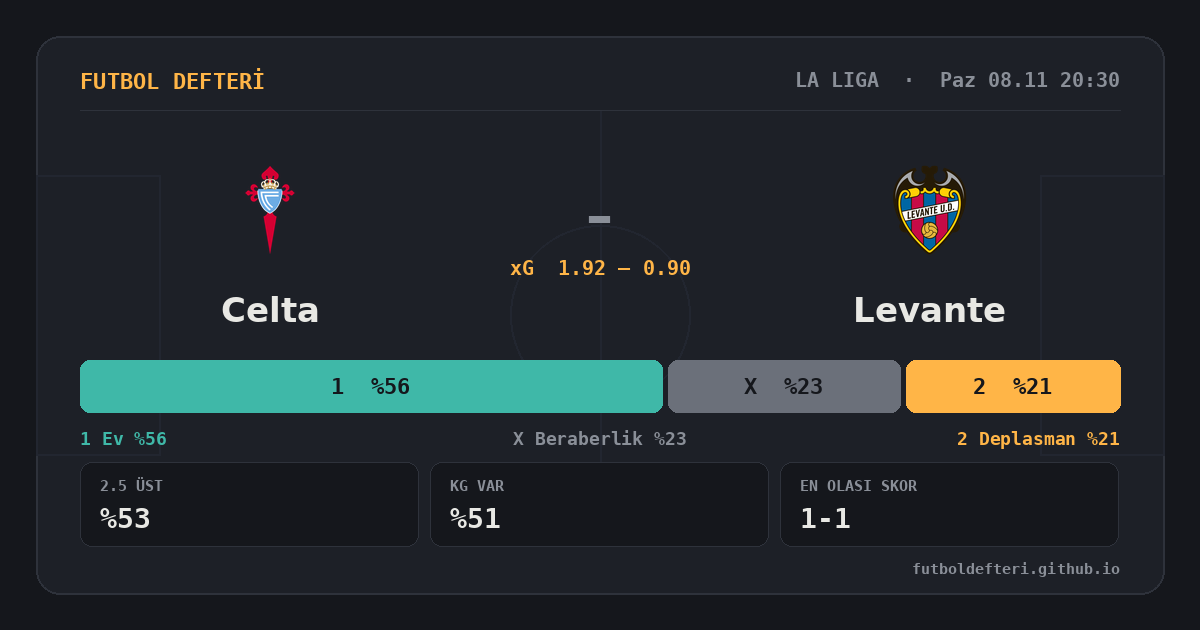 FUTBOL DEFTERİ
LA LIGA · Paz 08.11 20:30
LEVANTE U.D.
–
xG 1.92 – 0.90
Celta
Levante
1 %56
X %23
2 %21
1 Ev %56
X Beraberlik %23
2 Deplasman %21
2.5 ÜST
KG VAR
EN OLASI SKOR
%53
%51
1-1
futboldefteri.github.io